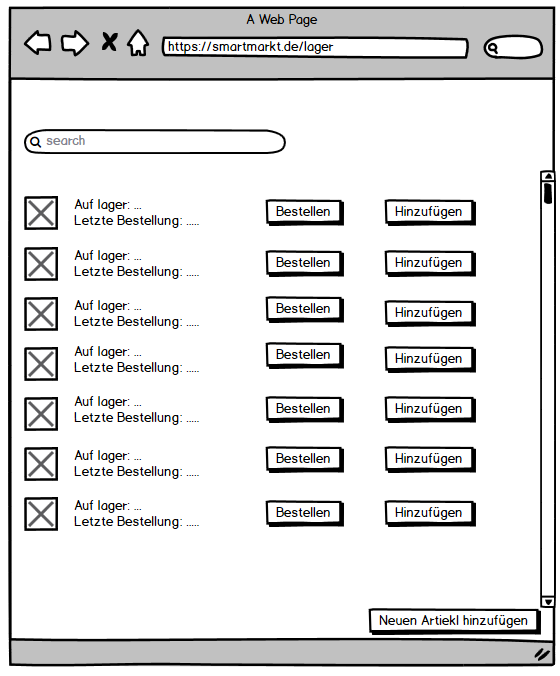 A Web Page
https://smartmarkt.de/lager
search
Auf lager: ...
Letzte Bestellung: .....
Bestellen
Hinzufügen
Auf lager: ...
Letzte Bestellung: .....
Bestellen
Hinzufügen
Auf lager: ...
Letzte Bestellung: .....
Bestellen
Hinzufügen
Auf lager: ...
Letzte Bestellung: .....
Bestellen
Hinzufügen
Auf lager: ...
Letzte Bestellung: .....
Bestellen
Hinzufügen
Auf lager: ...
Letzte Bestellung: .....
Bestellen
Hinzufügen
Auf lager: ...
Letzte Bestellung: .....
Bestellen
Hinzufügen
Neuen Artiekl hinzufügen